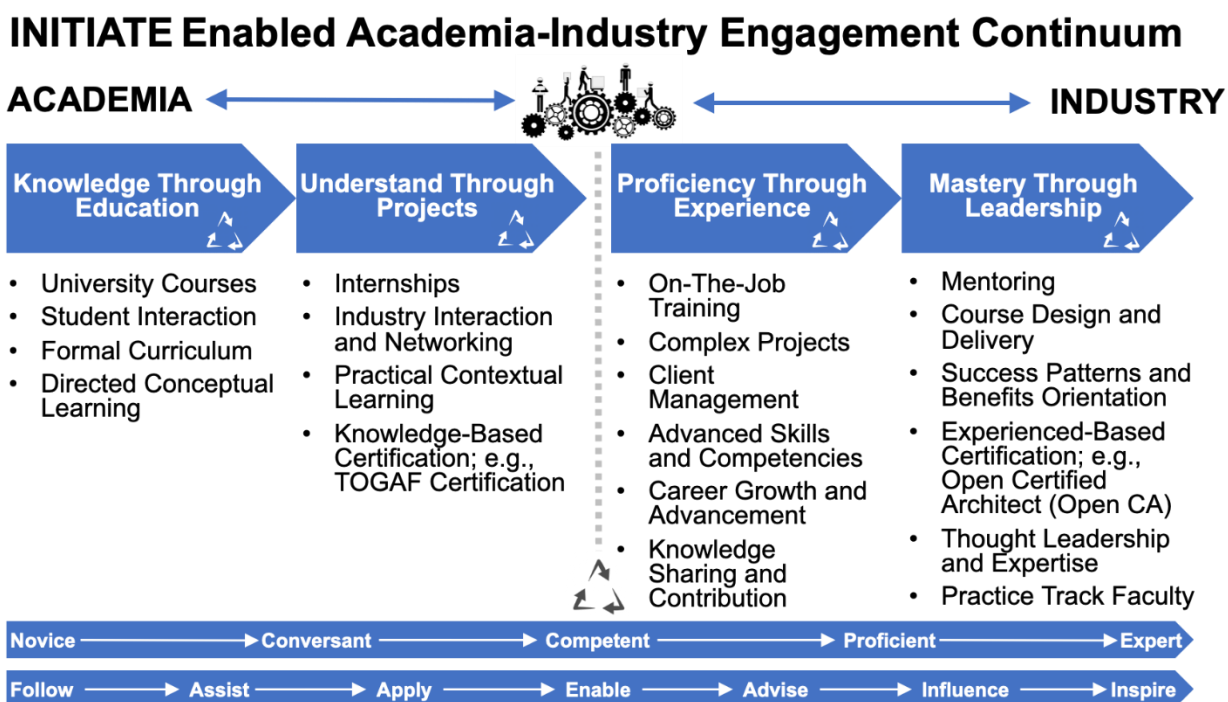 INITIATE Enabled Academia-Industry Engagement Continuum
ACADEMIA
INDUSTRY
Knowledge Through
Education
Understand Through
Projects
Proficiency Through
Experience
Mastery Through
Leadership
• University Courses
• Student Interaction
• Formal Curriculum
• Directed Conceptual
Learning
• Internships
• Industry Interaction
and Networking
• Practical Contextual
Learning
• Knowledge-Based
Certification; e.g.,
TOGAF Certification
• On-The-Job
Training
• Complex Projects
• Client
Management
• Advanced Skills
and Competencies
• Career Growth and
Advancement
• Knowledge
Sharing and
Contribution
• Mentoring
• Course Design and
Delivery
• Success Patterns and
Benefits Orientation
• Experienced-Based
Certification; e.g.,
Open Certified
Architect (Open CA)
• Thought Leadership
and Expertise
• Practice Track Faculty
Novice Conversant Competent Proficient Expert
Follow Assist Apply Enable Advise Influence Inspire